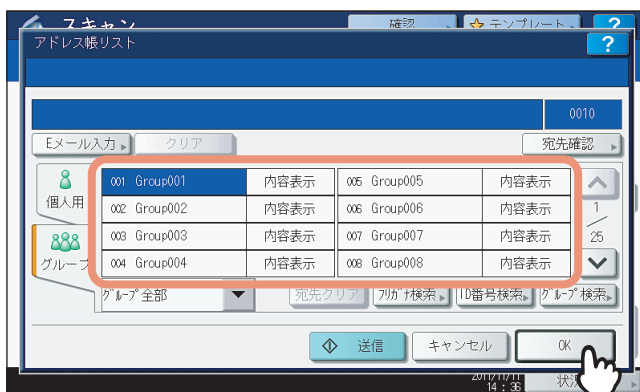 スキャン
確認
テンプレート
?
アドレス帳リスト
?
0010
Eメール入力
クリア
宛先確認
個人用
グループ
001 Group001 内容表示 005 Group005 内容表示
002 Group002 内容表示 006 Group006 内容表示
003 Group003 内容表示 007 Group007 内容表示
004 Group004 内容表示 008 Group008 内容表示
1
25
グループ全部
宛先クリア
フリガナ検索
ID番号検索
グループ検索
送信
キャンセル
OK
2011/11/11
14:36